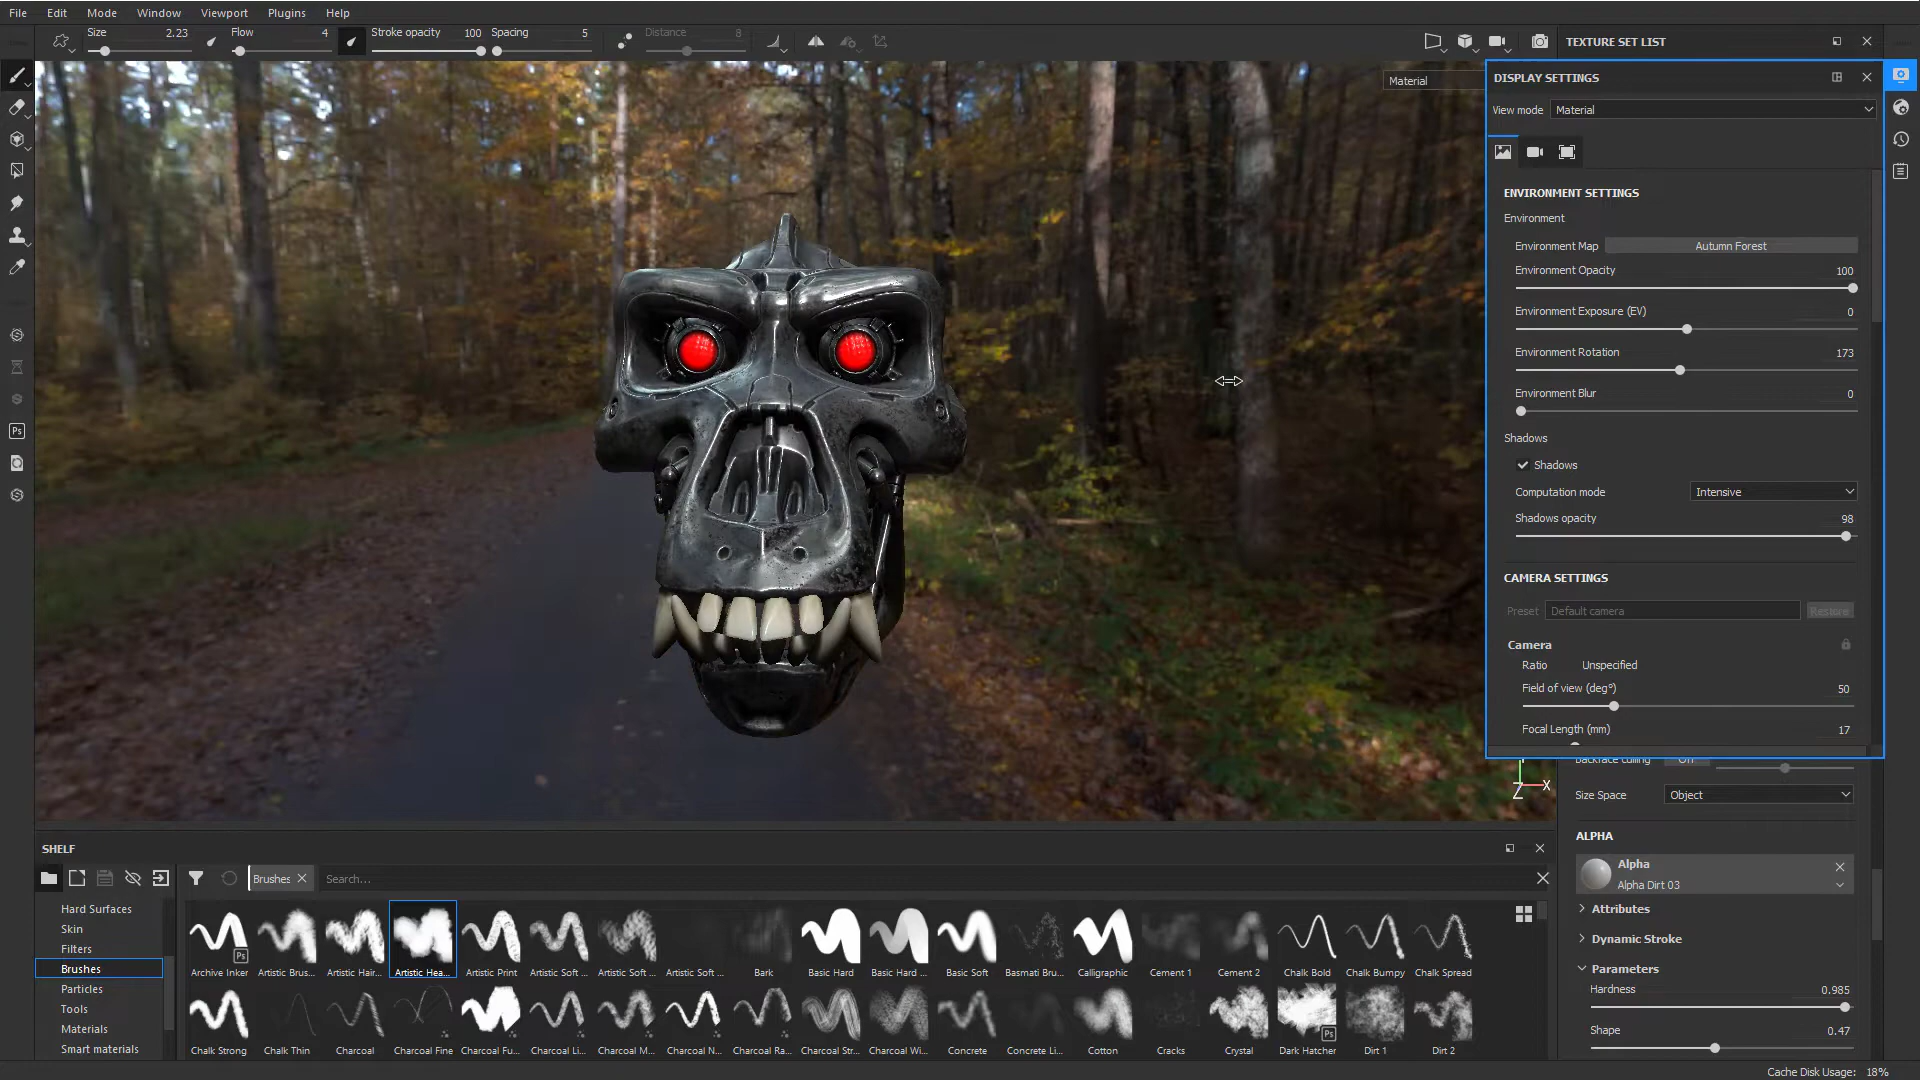 File Edit Mode Window Viewport Plugins Help
Size 2.23 Flow 4 Stroke opacity 100 Spacing 5 Distance 8
TEXTURE SET LIST
Material
DISPLAY SETTINGS
View mode Material
ENVIRONMENT SETTINGS
Environment
Environment Map Autumn Forest
Environment Opacity 100
Environment Exposure (EV) 0
Environment Rotation 173
Environment Blur 0
Shadows
Shadows
Computation mode Intensive
Shadows opacity 98
CAMERA SETTINGS
Preset Default camera Restore
Camera
Ratio Unspecified
Field of view (deg°) 50
Focal Length (mm) 17
Ps
Backface culling Off
Z X
Size Space Object
ALPHA
Alpha
Alpha Dirt 03
Attributes
Dynamic Stroke
Parameters
Hardness 0.985
Shape 0.47
SHELF
Brushes Search...
Hard Surfaces
Skin
Filters
Brushes
Particles
Tools
Materials
Smart materials
Ps
Archive Inker Artistic Brus... Artistic Hair... Artistic Hea... Artistic Print Artistic Soft ... Artistic Soft ... Artistic Soft ... Bark Basic Hard Basic Hard ... Basic Soft Basmati Bru... Calligraphic Cement 1 Cement 2 Chalk Bold Chalk Bumpy Chalk Spread
Ps
Chalk Strong Chalk Thin Charcoal Charcoal Fine Charcoal Fu... Charcoal Li... Charcoal M... Charcoal N... Charcoal Ra... Charcoal Str... Charcoal Wi... Concrete Concrete Li... Cotton Cracks Crystal Dark Hatcher Dirt 1 Dirt 2
Cache Disk Usage: 18%